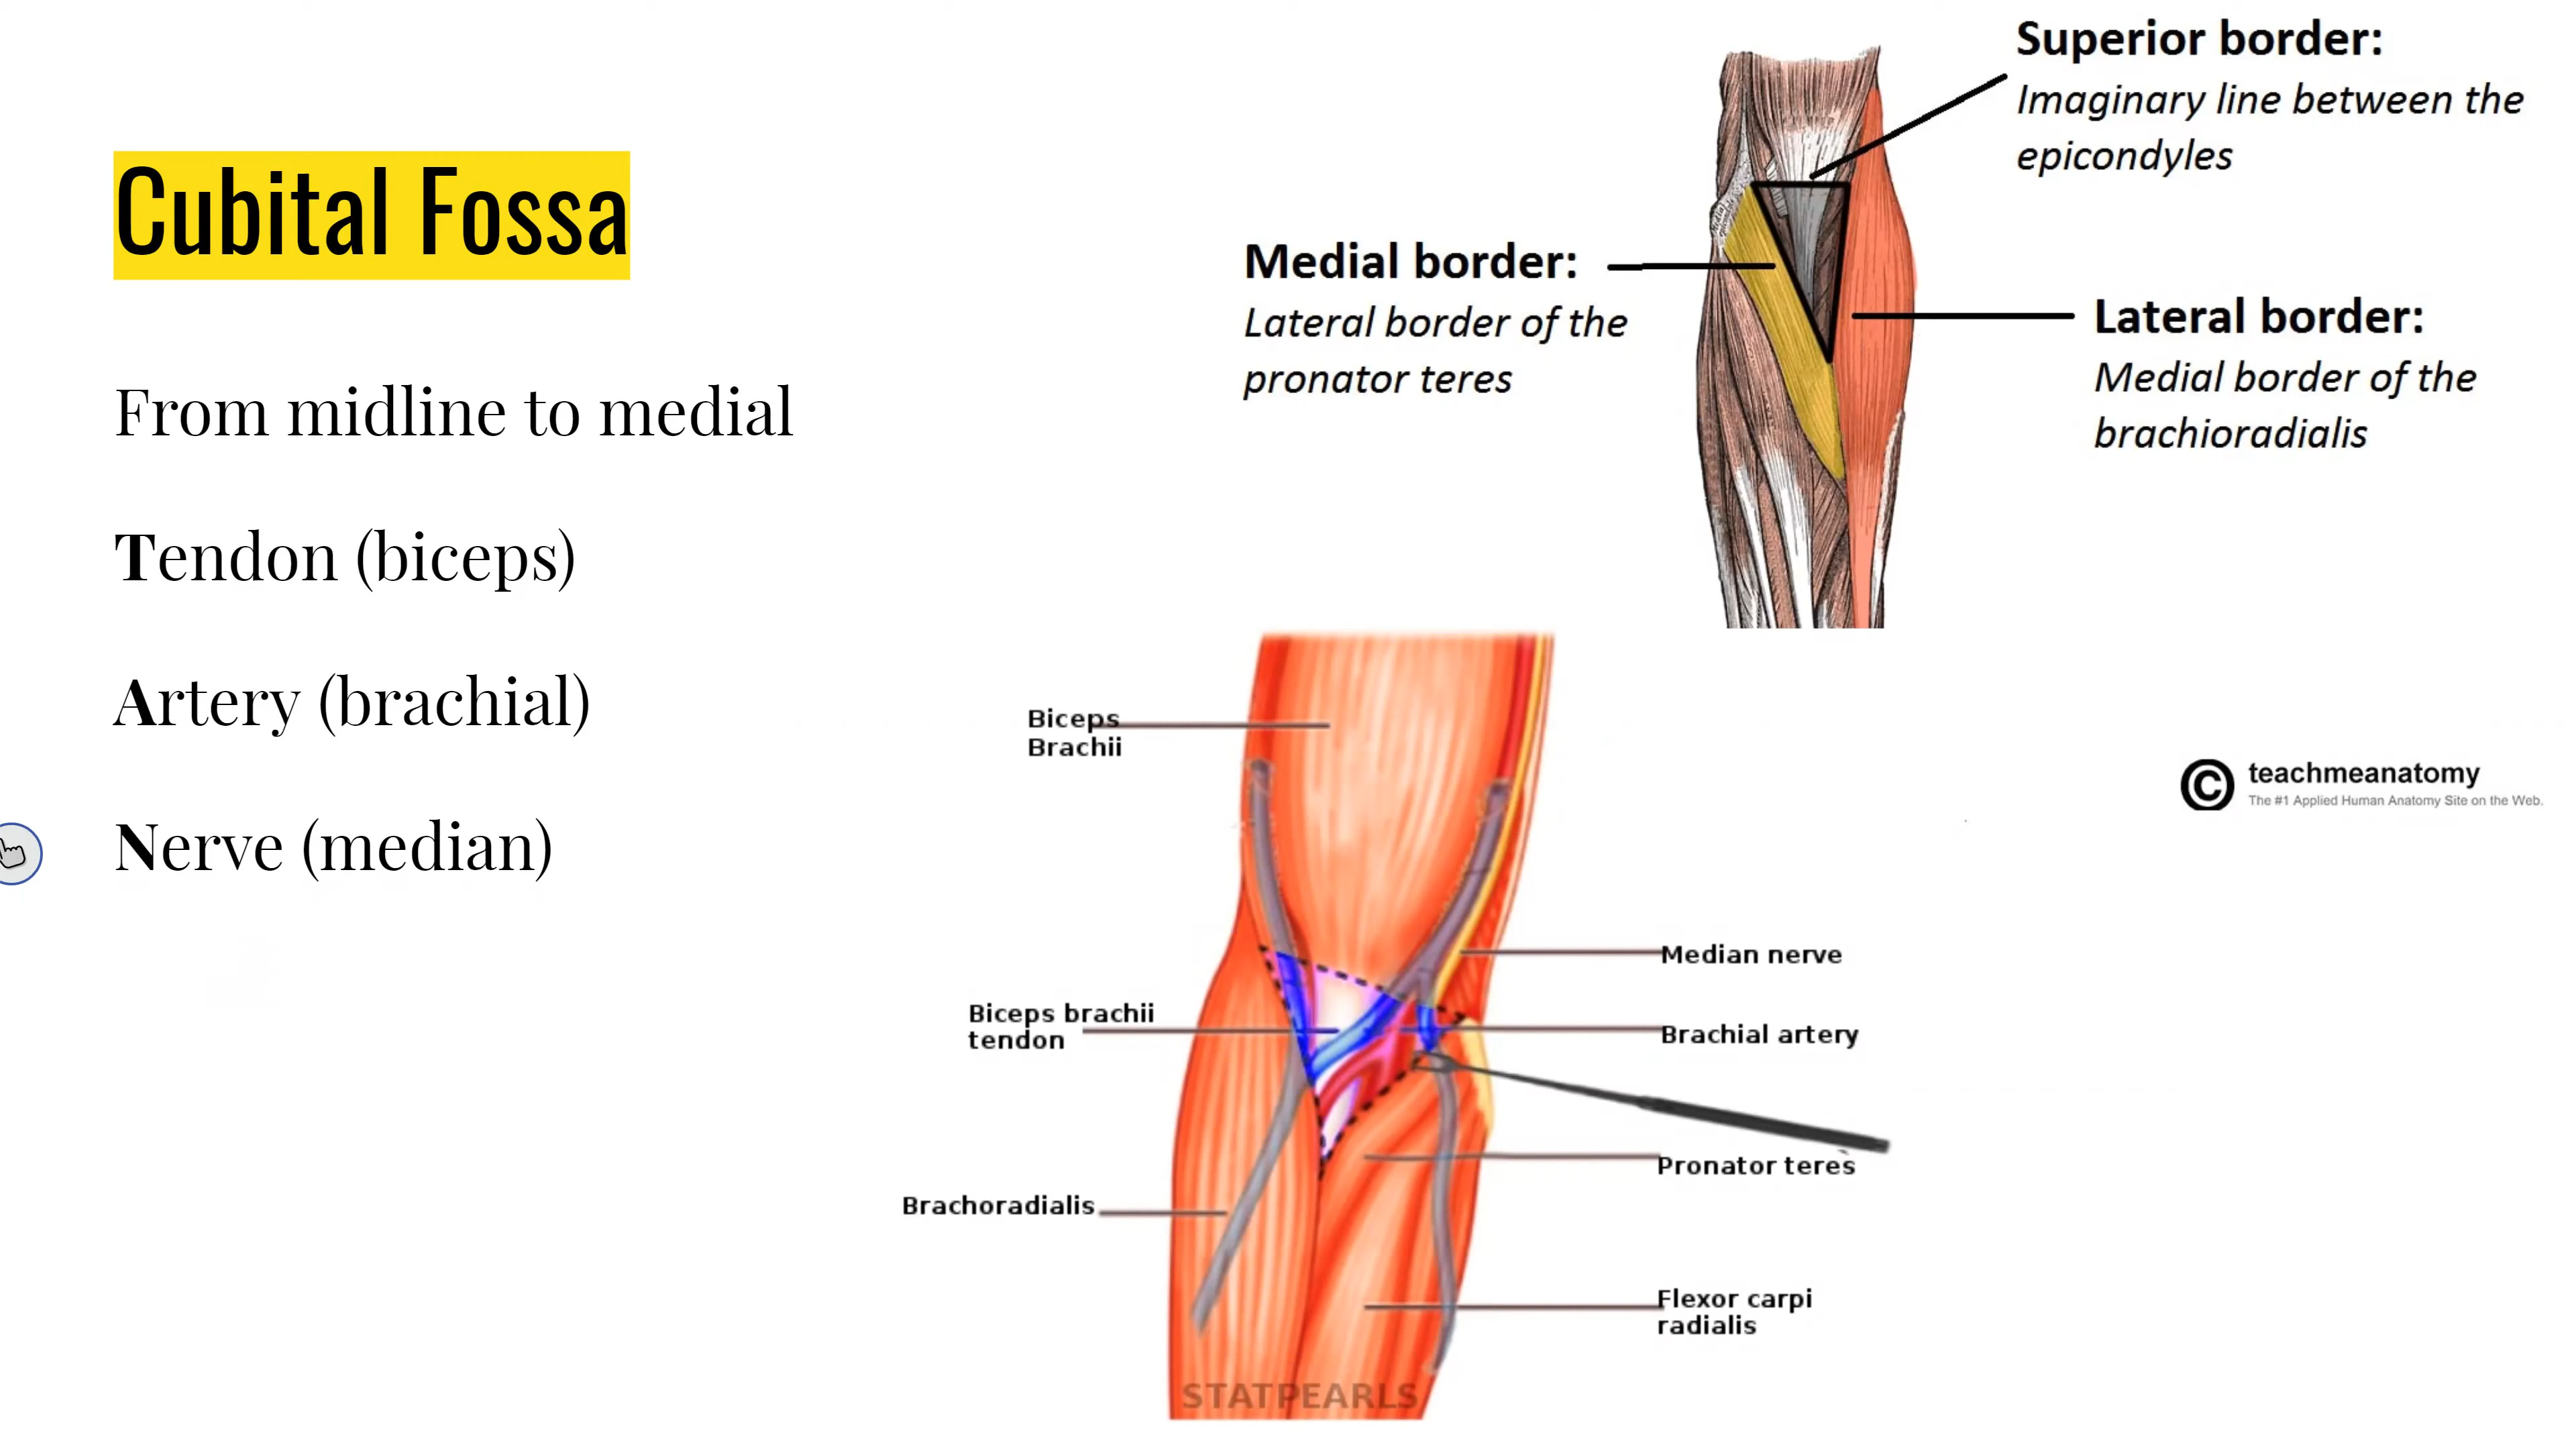 Cubital Fossa
From midline to medial
Tendon (biceps)
Artery (brachial)
Nerve (median)
Superior border:
Imaginary line between the
epicondyles
Medial border:
Lateral border of the
pronator teres
Lateral border:
Medial border of the
brachioradialis
© teachmeanatomy
The #1 Applied Human Anatomy Site on the Web.
Biceps
Brachii
Median nerve
Biceps brachii
tendon
Brachial artery
Pronator teres
Brachoradialis
Flexor carpi
radialis
STATPEARLS